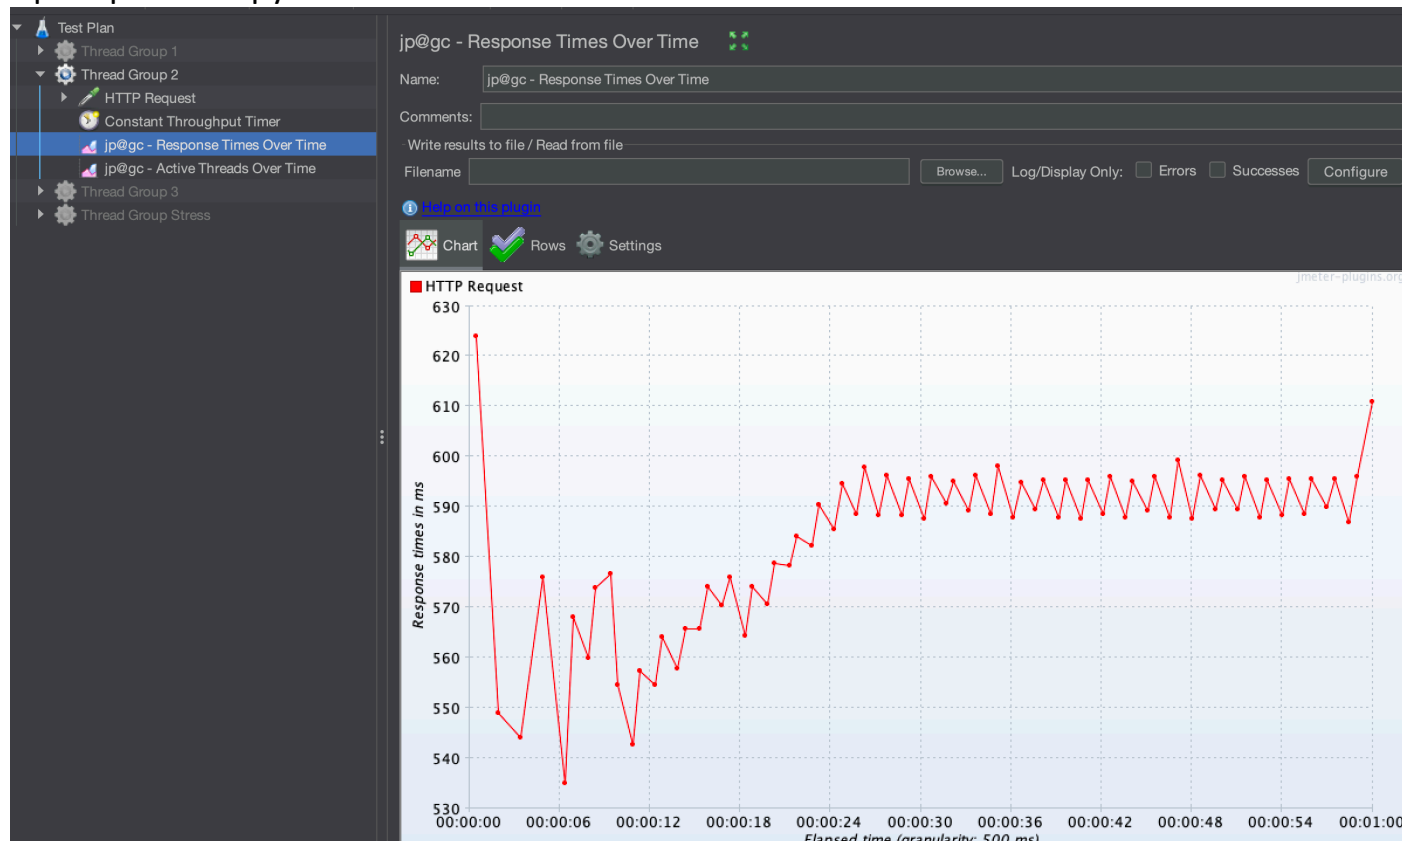 Test Plan
Thread Group 1
Thread Group 2
HTTP Request
Constant Throughput Timer
jp@gc - Response Times Over Time
jp@gc - Active Threads Over Time
Thread Group 3
Thread Group Stress
jp@gc - Response Times Over Time
Name: jp@gc - Response Times Over Time
Comments:
Write results to file / Read from file
Filename Browse... Log/Display Only: Errors Successes Configure
Help on this plugin
Chart Rows Settings
jmeter-plugins.org
HTTP Request
630
620
610
600
590
580
570
560
550
540
530
Response times in ms
00:00:00 00:00:06 00:00:12 00:00:18 00:00:24 00:00:30 00:00:36 00:00:42 00:00:48 00:00:54 00:01:00
Elapsed time (granularity: 500 ms)